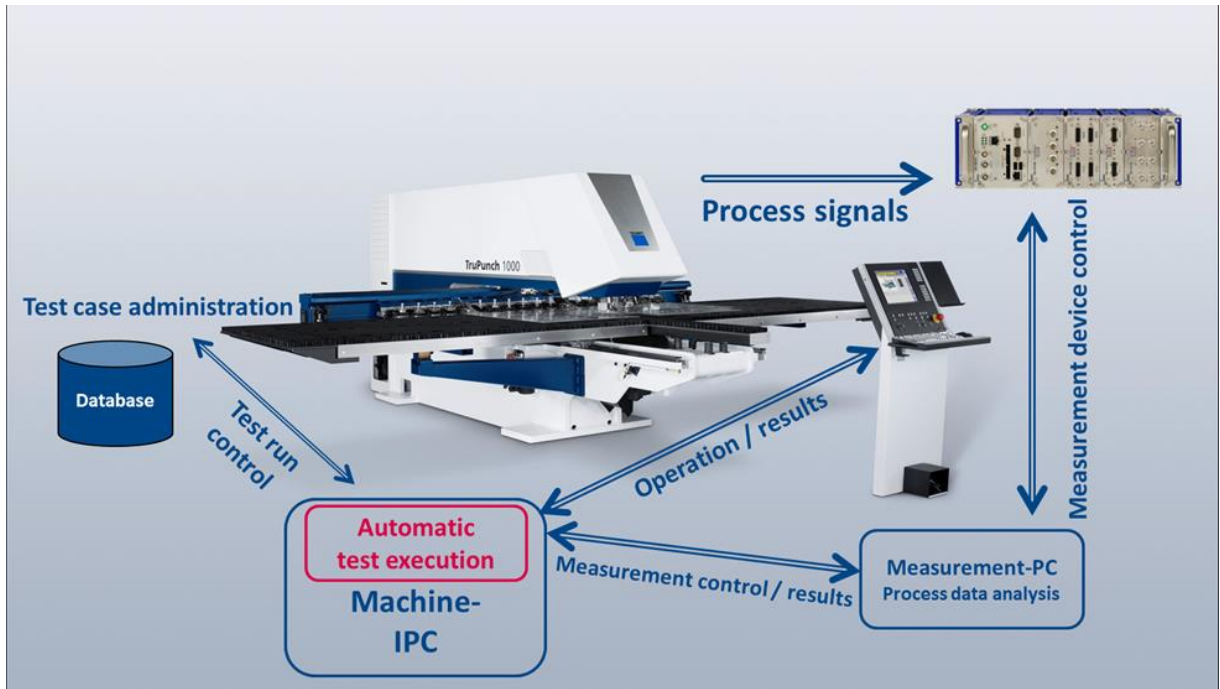 Process signals
TruPunch 1000
Test case administration
Database
Test run
control
Operation / results
Measurement device control
Automatic
test execution
Machine-
IPC
Measurement control / results
Measurement-PC
Process data analysis